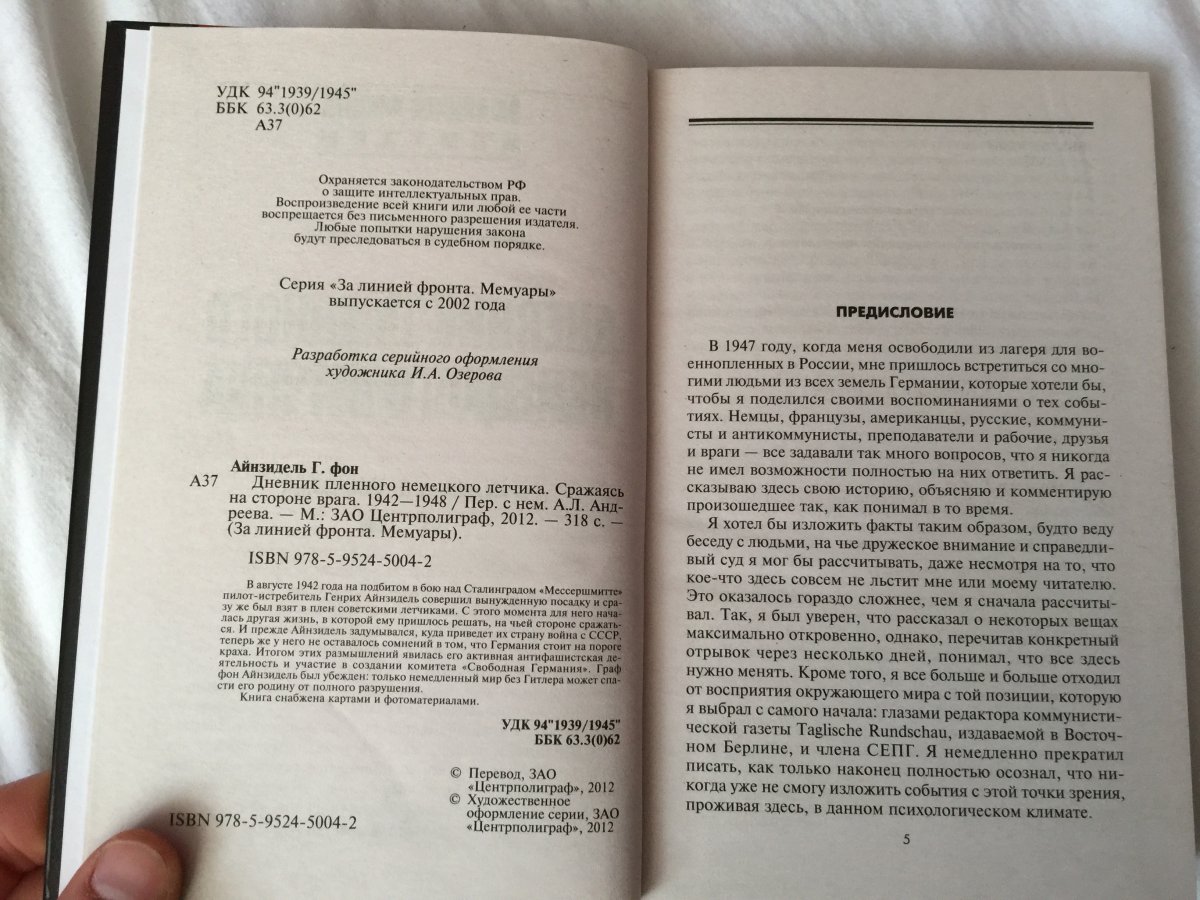 УДК 94"1939/1945"
ББК 63.3(0)62
А37
Охраняется законодательством РФ
о защите интеллектуальных прав.
Воспроизведение всей книги или любой ее части
воспрещается без письменного разрешения издателя.
Любые попытки нарушения закона
будут преследоваться в судебном порядке.
Серия «За линией фронта. Мемуары»
выпускается с 2002 года
Разработка серийного оформления
художника И.А. Озерова
Айнзидель Г. фон
А37 Дневник пленного немецкого летчика. Сражаясь
на стороне врага. 1942—1948 / Пер. с нем. А.Л. Анд-
реева. — М.: ЗАО Центрполиграф, 2012. — 318 с. —
(За линией фронта. Мемуары).
ISBN 978-5-9524-5004-2
В августе 1942 года на подбитом в бою над Сталинградом «Мессершмитте»
пилот-истребитель Генрих Айнзидель совершил вынужденную посадку и сра-
зу же был взят в плен советскими летчиками. С этого момента для него нача-
лась другая жизнь, в которой ему пришлось решать, на чьей стороне сражать-
ся. И прежде Айнзидель задумывался, куда приведет их страну война с СССР,
теперь же у него не оставалось сомнений в том, что Германия стоит на пороге
краха. Итогом этих размышлений явилась его активная антифашистская де-
ятельность и участие в создании комитета «Свободная Германия». Граф
фон Айнзидель был убежден: только немедленный мир без Гитлера может спа-
сти его родину от полного разрушения.
Книга снабжена картами и фотоматериалами.
УДК 94"1939/1945"
ББК 63.3(0)62
© Перевод, ЗАО
«Центрполиграф», 2012
© Художественное
оформление серии, ЗАО
«Центрполиграф», 2012
ISBN 978-5-9524-5004-2
ПРЕДИСЛОВИЕ
В 1947 году, когда меня освободили из лагеря для во-
еннопленных в России, мне пришлось встретиться со мно-
гими людьми из всех земель Германии, которые хотели бы,
чтобы я поделился своими воспоминаниями о тех собы-
тиях. Немцы, французы, американцы, русские, коммуни-
сты и антикоммунисты, преподаватели и рабочие, друзья
и враги — все задавали так много вопросов, что я никогда
не имел возможности полностью на них ответить. Я рас-
сказываю здесь свою историю, объясняю и комментирую
произошедшее так, как понимал в то время.
Я хотел бы изложить факты таким образом, будто веду
беседу с людьми, на чье дружеское внимание и справедли-
вый суд я мог бы рассчитывать, даже несмотря на то, что
кое-что здесь совсем не льстит мне или моему читателю.
Это оказалось гораздо сложнее, чем я сначала рассчиты-
вал. Так, я был уверен, что рассказал о некоторых вещах
максимально откровенно, однако, перечитав конкретный
отрывок через несколько дней, понимал, что все здесь
нужно менять. Кроме того, я все больше и больше отходил
от восприятия окружающего мира с той позиции, которую
я выбрал с самого начала: глазами редактора коммунисти-
ческой газеты Taglische Rundschau, издаваемой в Восточ-
ном Берлине, и члена СЕПГ. Я немедленно прекратил
писать, как только наконец полностью осознал, что ни-
когда уже не смогу изложить события с этой точки зрения,
проживая здесь, в данном психологическом климате.
5